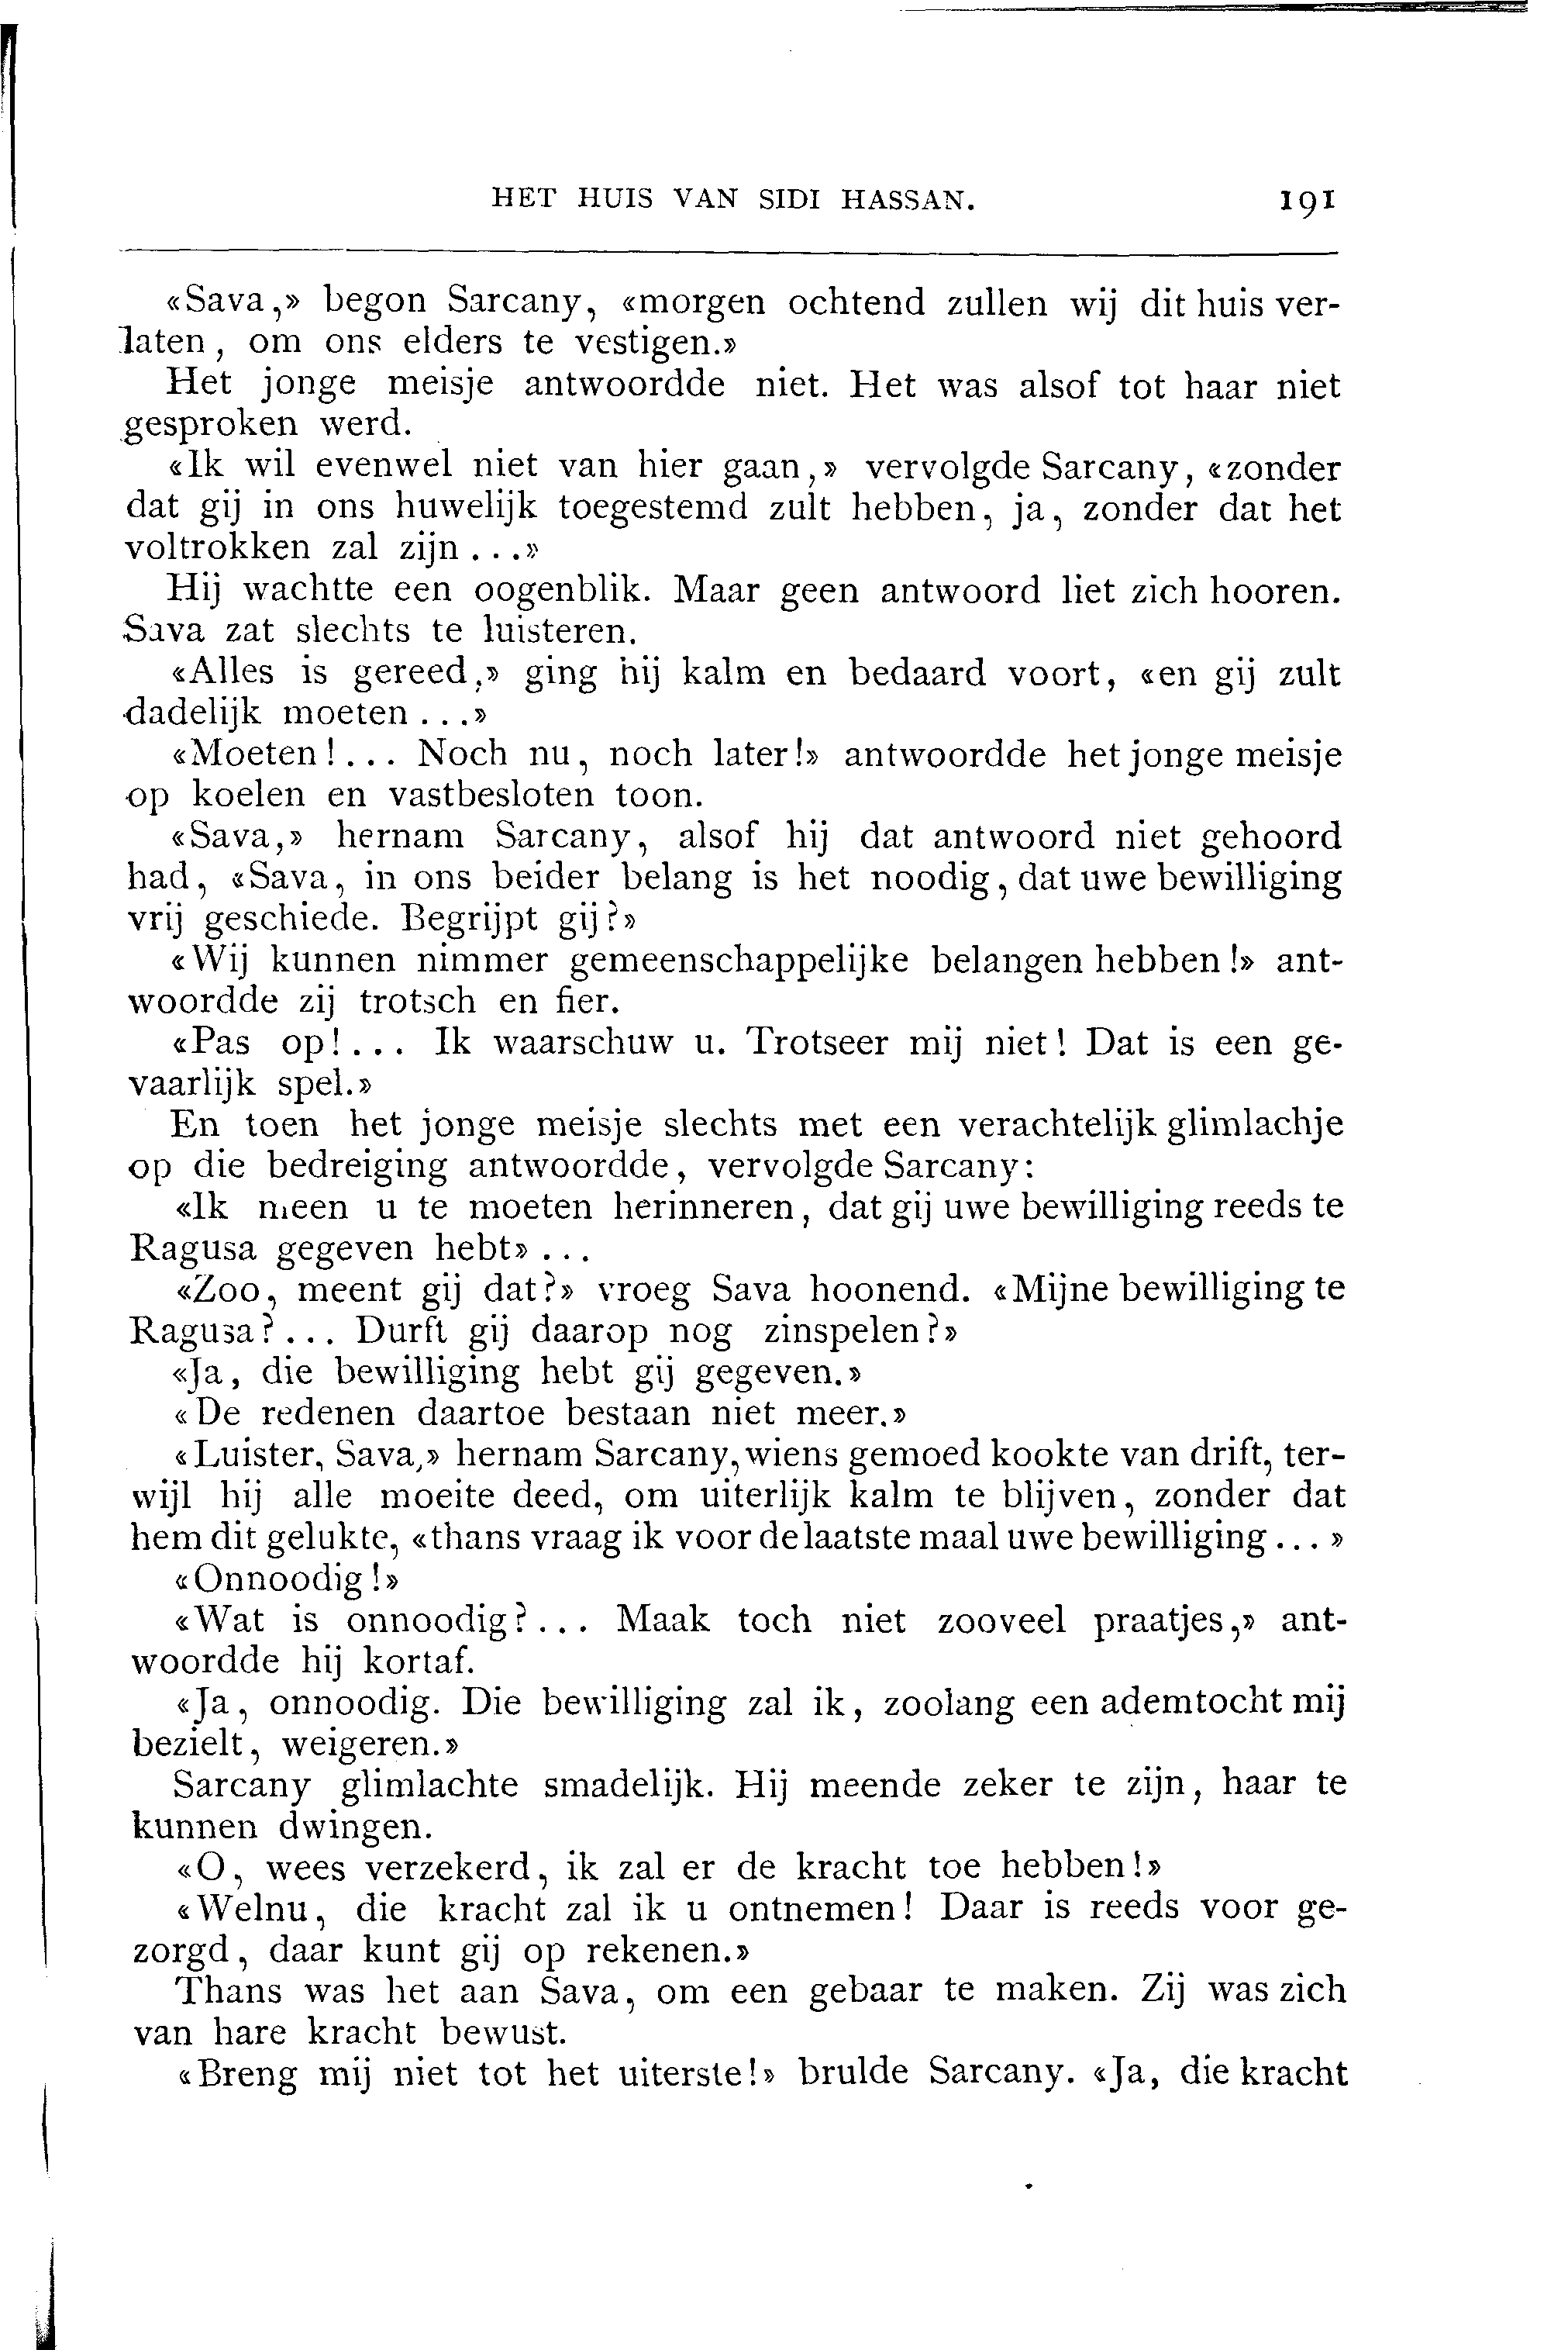 HET HUIS VAN SIDI HASSAN. 191
«Sava,» begon Sarcany, «morgen ochtend zullen wij dit huis ver-
laten, om ons elders te vestigen.»
Het jonge meisje antwoordde niet. Het was alsof tot haar niet
gesproken werd.
«Ik wil evenwel niet van hier gaan,» vervolgde Sarcany, «zonder
dat gij in ons huwelijk toegestemd zult hebben, ja, zonder dat het
voltrokken zal zijn...»
Hij wachtte een oogenblik. Maar geen antwoord liet zich hooren.
Sava zat slechts te luisteren.
«Alles is gereed,» ging hij kalm en bedaard voort, «en gij zult
dadelijk moeten...»
«Moeten!... Noch nu, noch later!» antwoordde het jonge meisje
op koelen en vastbesloten toon.
«Sava,» hernam Sarcany, alsof hij dat antwoord niet gehoord
had, «Sava, in ons beider belang is het noodig, dat uwe bewilliging
vrij geschiede. Begrijpt gij?»
«Wij kunnen nimmer gemeenschappelijke belangen hebben!» ant-
woordde zij trotsch en fier.
«Pas op!... Ik waarschuw u. Trotseer mij niet! Dat is een ge-
vaarlijk spel.»
En toen het jonge meisje slechts met een verachtelijk glimlachje
op die bedreiging antwoordde, vervolgde Sarcany:
«Ik meen u te moeten herinneren, dat gij uwe bewilliging reeds te
Ragusa gegeven hebt»...
«Zoo, meent gij dat?» vroeg Sava hoonend. «Mijne bewilliging te
Ragusa?... Durft gij daarop nog zinspelen?»
«Ja, die bewilliging hebt gij gegeven.»
«De redenen daartoe bestaan niet meer.»
«Luister, Sava,» hernam Sarcany, wiens gemoed kookte van drift, ter-
wijl hij alle moeite deed, om uiterlijk kalm te blijven, zonder dat
hem dit gelukte, «thans vraag ik voor de laatste maal uwe bewilliging...»
«Onnoodig!»
«Wat is onnoodig?... Maak toch niet zooveel praatjes,» ant-
woordde hij kortaf.
«Ja, onnoodig. Die bewilliging zal ik, zoolang een ademtocht mij
bezielt, weigeren.»
Sarcany glimlachte smadelijk. Hij meende zeker te zijn, haar te
kunnen dwingen.
«O, wees verzekerd, ik zal er de kracht toe hebben!»
«Welnu, die kracht zal ik u ontnemen! Daar is reeds voor ge-
zorgd, daar kunt gij op rekenen.»
Thans was het aan Sava, om een gebaar te maken. Zij was zich
van hare kracht bewust.
«Breng mij niet tot het uiterste!» brulde Sarcany. «Ja, die kracht